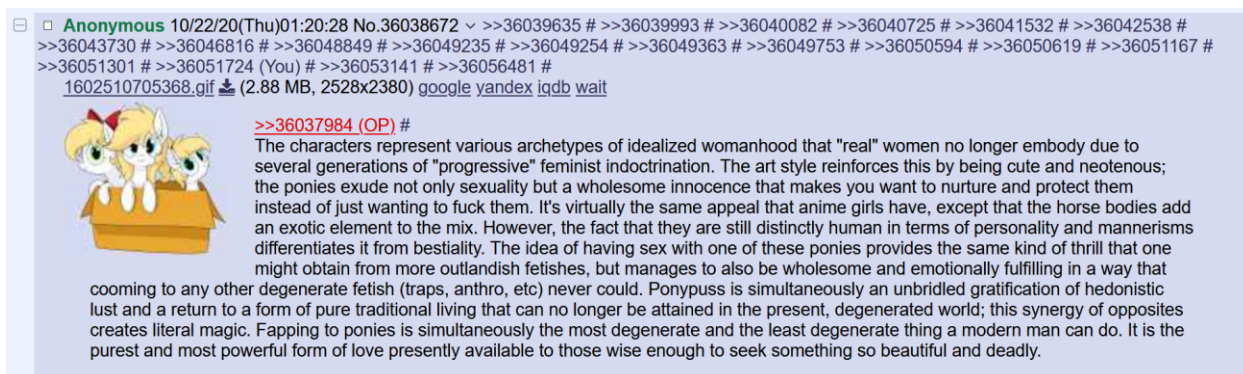 Anonymous 10/22/20(Thu)01:20:28 No.36038672 >>36039635 # >>36039993 # >>36040082 # >>36040725 # >>36041532 # >>36042538 #
>>36043730 # >>36046816 # >>36048849 # >>36049235 # >>36049254 # >>36049363 # >>36049753 # >>36050594 # >>36050619 # >>36051167 #
>>36051301 # >>36051724 (You) # >>36053141 # >>36056481 #
1602510705368.gif (2.88 MB, 2528x2380) google yandex iqdb wait
>>36037984 (OP) #
The characters represent various archetypes of idealized womanhood that "real" women no longer embody due to
several generations of "progressive" feminist indoctrination. The art style reinforces this by being cute and neotenous;
the ponies exude not only sexuality but a wholesome innocence that makes you want to nurture and protect them
instead of just wanting to fuck them. It's virtually the same appeal that anime girls have, except that the horse bodies add
an exotic element to the mix. However, the fact that they are still distinctly human in terms of personality and mannerisms
differentiates it from bestiality. The idea of having sex with one of these ponies provides the same kind of thrill that one
might obtain from more outlandish fetishes, but manages to also be wholesome and emotionally fulfilling in a way that
cooming to any other degenerate fetish (traps, anthro, etc) never could. Ponypuss is simultaneously an unbridled gratification of hedonistic
lust and a return to a form of pure traditional living that can no longer be attained in the present, degenerated world; this synergy of opposites
creates literal magic. Fapping to ponies is simultaneously the most degenerate and the least degenerate thing a modern man can do. It is the
purest and most powerful form of love presently available to those wise enough to seek something so beautiful and deadly.